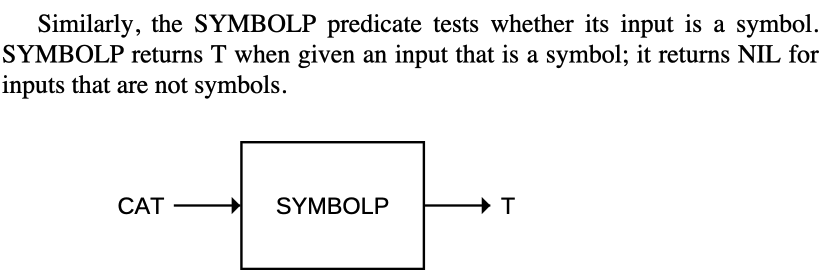 Similarly, the SYMBOLP predicate tests whether its input is a symbol.
SYMBOLP returns T when given an input that is a symbol; it returns NIL for
inputs that are not symbols.
CAT SYMBOLP T